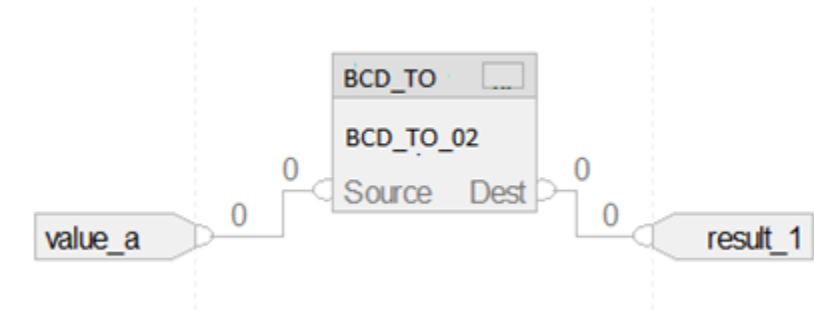 BCD_TO ...
BCD_TO_02
0 0
Source Dest
0 0
value_a result_1